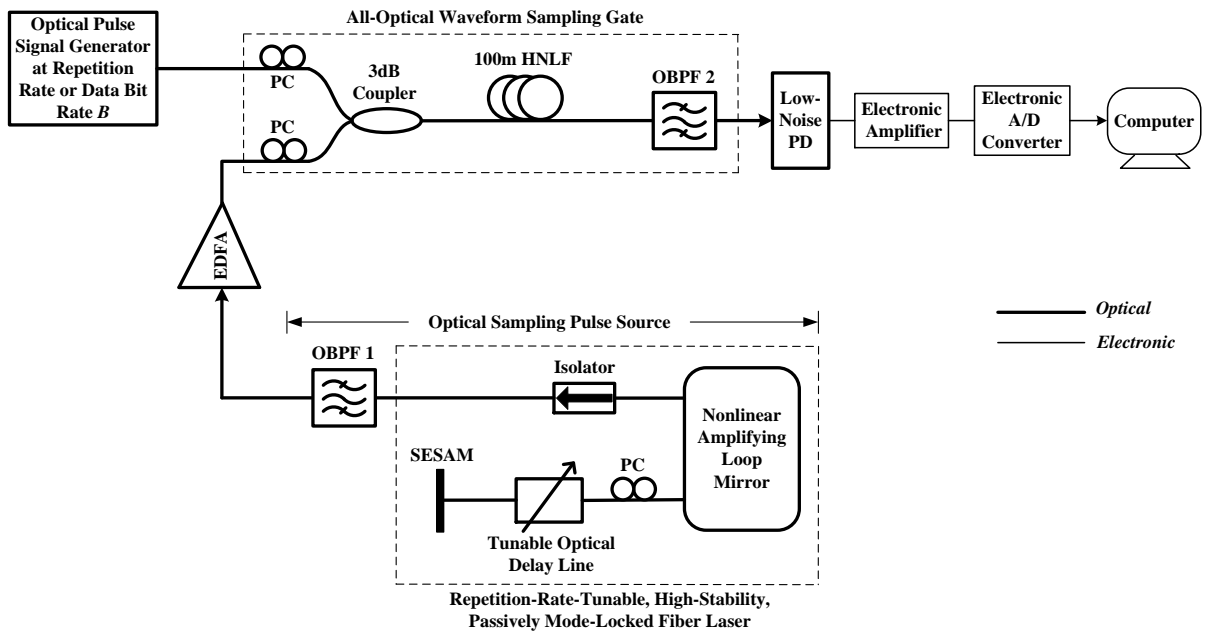 Optical Pulse
Signal Generator
at Repetition
Rate or Data Bit
Rate B
All-Optical Waveform Sampling Gate
PC
3dB
Coupler
100m HNLF
OBPF 2
PC
Low-
Noise
PD
Electronic
Amplifier
Electronic
A/D
Converter
Computer
EDFA
Optical Sampling Pulse Source
Optical
Electronic
OBPF 1
Isolator
Nonlinear
Amplifying
Loop
Mirror
SESAM
PC
Tunable Optical
Delay Line
Repetition-Rate-Tunable, High-Stability,
Passively Mode-Locked Fiber Laser